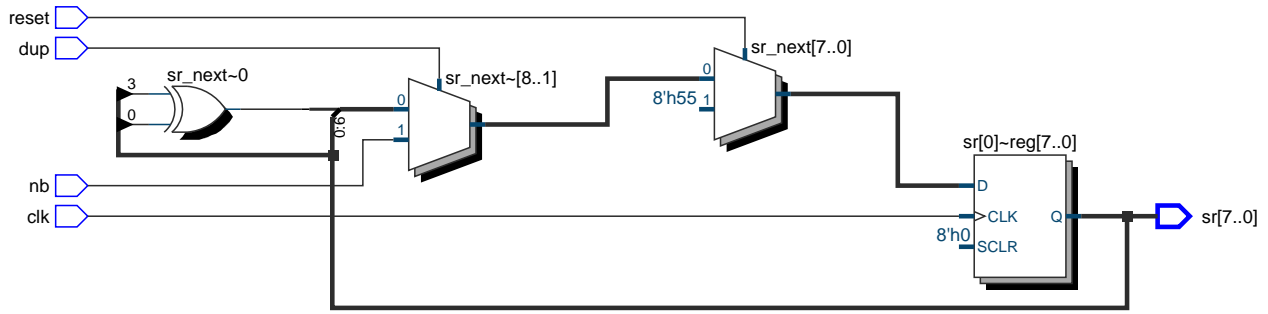 reset
dup
sr_next~0
3
0
0:6
sr_next~[8..1]
0
1
sr_next[7..0]
0
8'h55
1
nb
clk
sr[0]~reg[7..0]
D
CLK
Q
8'h0
SCLR
sr[7..0]